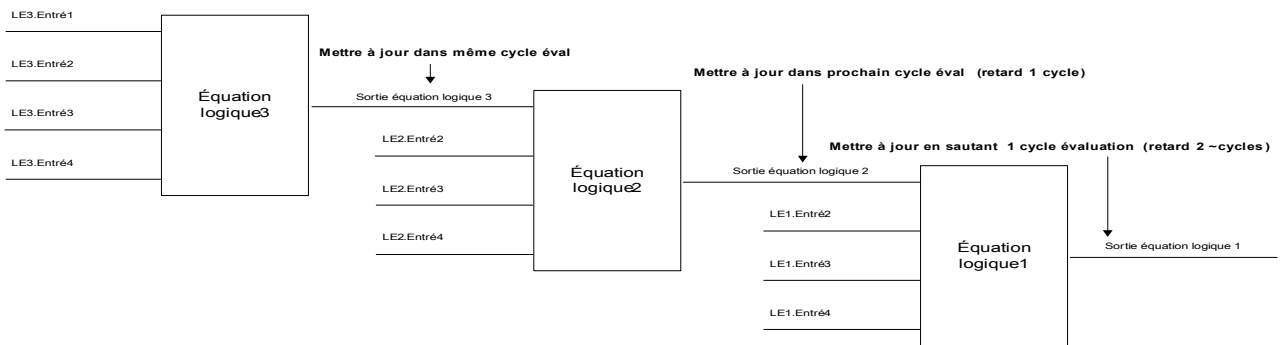 LE3.Entré1
LE3.Entré2
LE3.Entré3
LE3.Entré4
Équation
logique3
Mettre à jour dans même cycle éval
Sortie équation logique 3
LE2.Entré2
LE2.Entré3
LE2.Entré4
Équation
logique2
Mettre à jour dans prochain cycle éval (retard 1 cycle)
Sortie équation logique 2
LE1.Entré2
LE1.Entré3
LE1.Entré4
Équation
logique1
Mettre à jour en sautant 1 cycle évaluation (retard 2 ~cycles)
Sortie équation logique 1